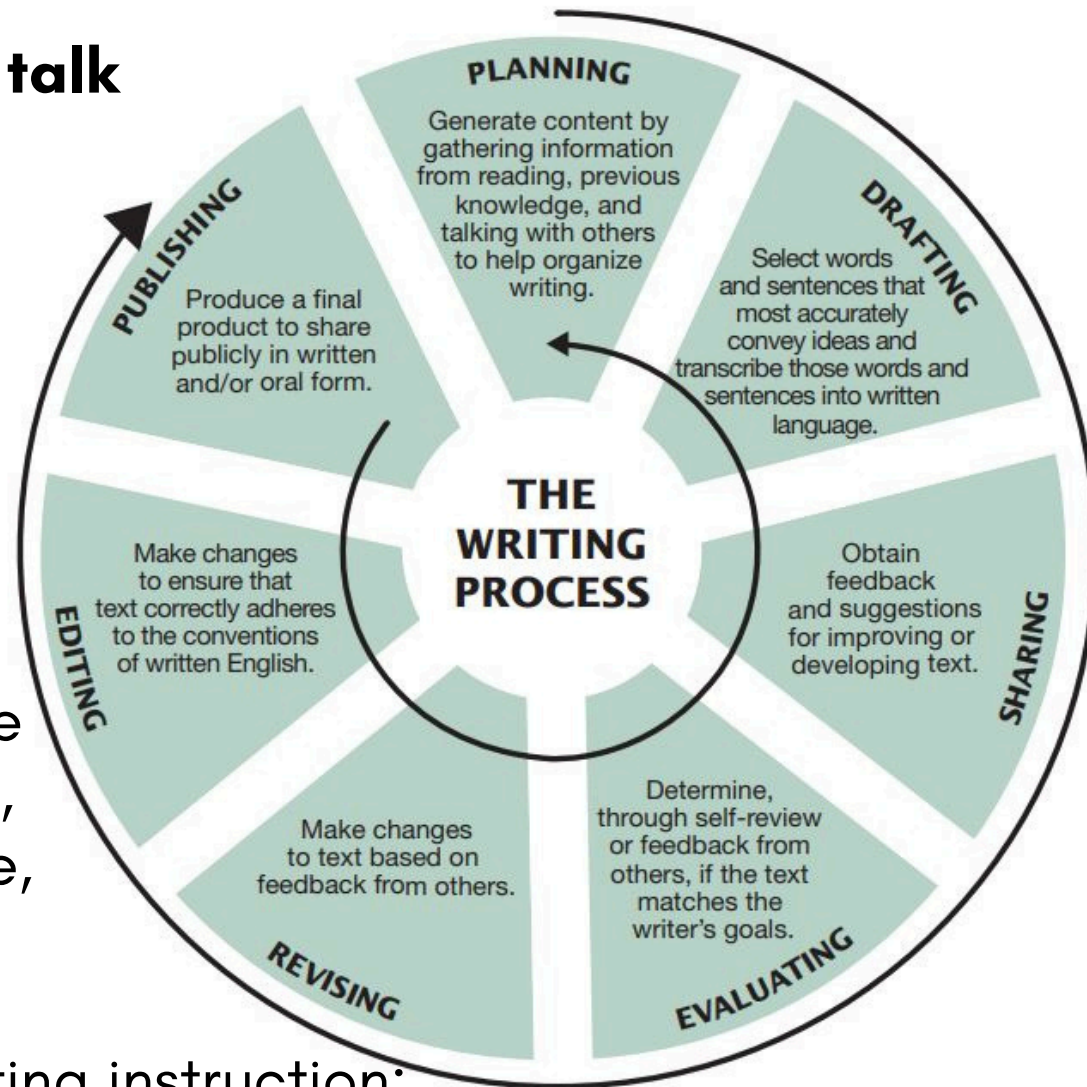 talk
PLANNING
Generate content by
gathering information
from reading, previous
knowledge, and
talking with others
to help organize
writing.
DRAFTING
Select words
and sentences that
most accurately
convey ideas and
transcribe those words and
sentences into written
language.
SHARING
Obtain
feedback
and suggestions
for improving or
developing text.
EVALUATING
Determine,
through self-review
or feedback from
others, if the text
matches the
writer's goals.
REVISING
Make changes
to text based on
feedback from others.
EDITING
Make changes
to ensure that
text correctly adheres
to the conventions
of written English.
PUBLISHING
Produce a final
product to share
publicly in written
and/or oral form.
THE
WRITING
PROCESS
instruction: